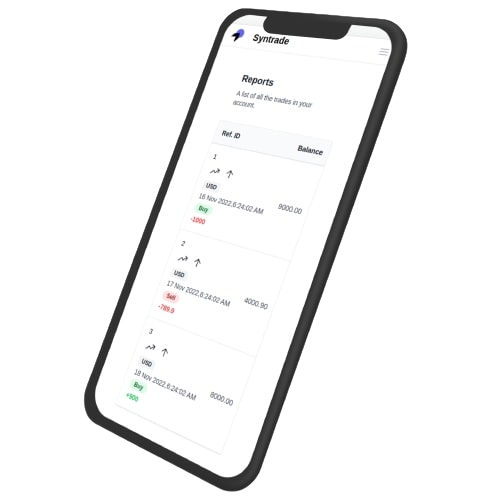 Syntrade
Reports
A list of all the trades in your
account.
Ref. ID Balance
1
USD
16 Nov 2022,6:24:02 AM 9000.00
Buy
-1000
2
USD
17 Nov 2022,6:24:02 AM 4000.90
Sell
-789.9
3
USD
18 Nov 2022,6:24:02 AM 8000.00
Buy
+900